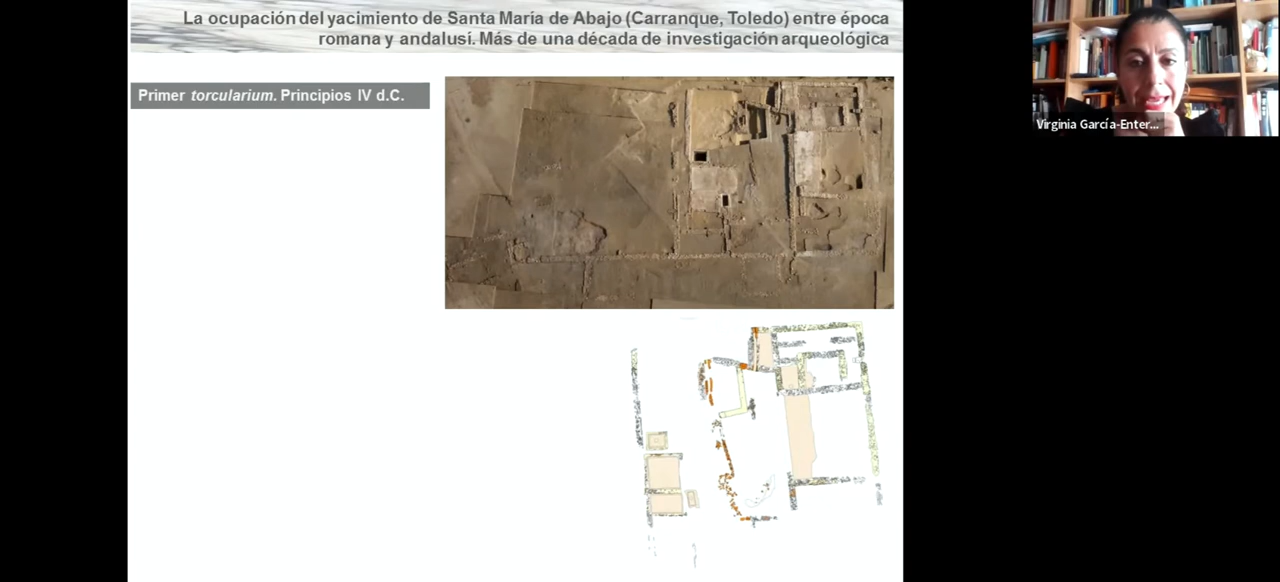 La ocupación del yacimiento de Santa María de Abajo (Carranque, Toledo) entre época
romana y andalusí. Más de una década de investigación arqueológica
Primer torcularium. Principios IV d.C.
Virginia García-Enter...